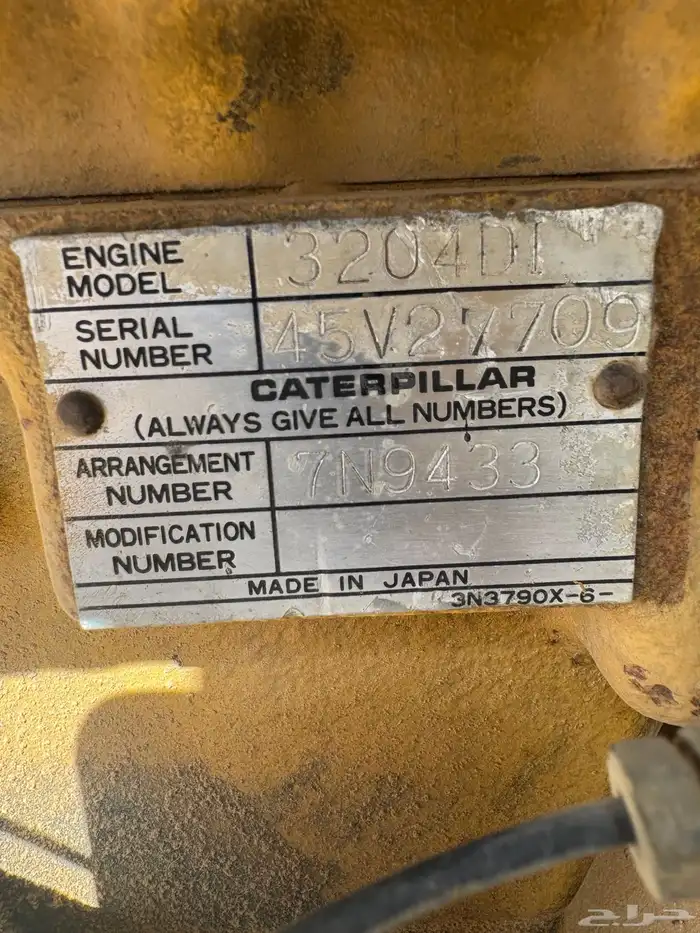 ENGINE MODEL 3204DI
SERIAL NUMBER 45V27709
CATERPILLAR
(ALWAYS GIVE ALL NUMBERS)
ARRANGEMENT NUMBER 7N9433
MODIFICATION NUMBER
MADE IN JAPAN
3N3790X-6-
حراج